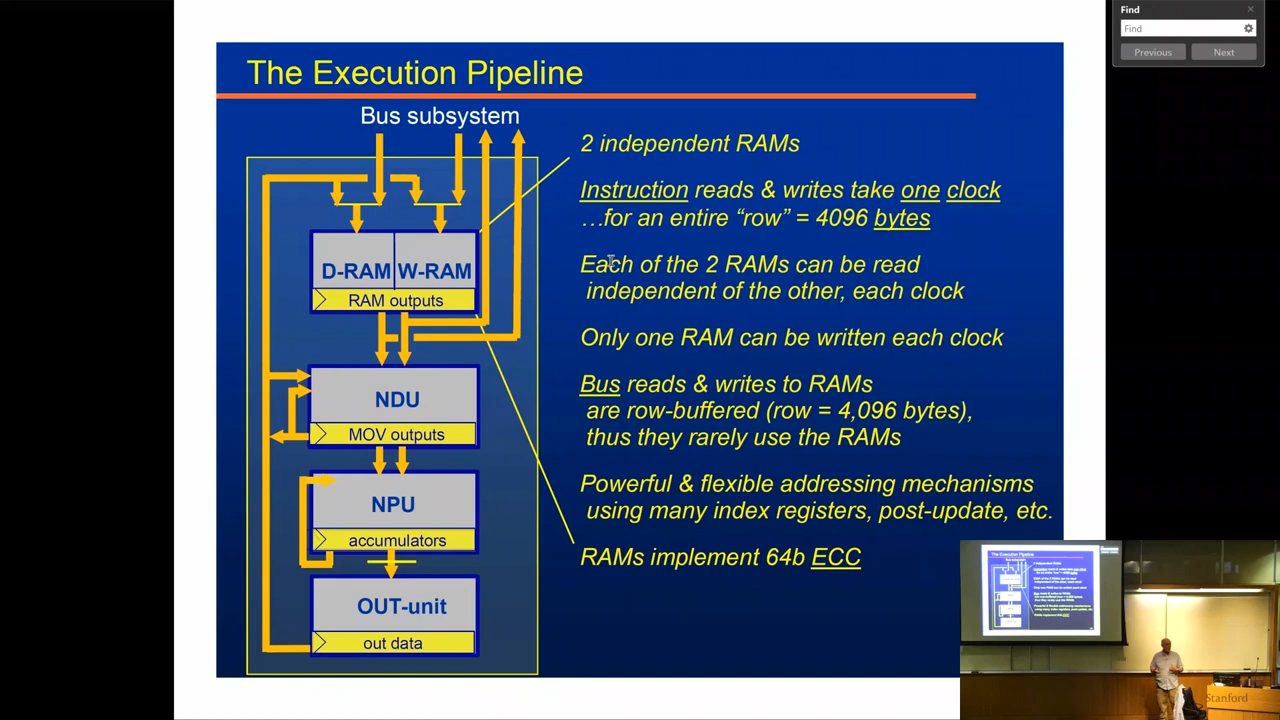 Find
Find
Previous
Next
The Execution Pipeline
Bus subsystem
D-RAM
W-RAM
RAM outputs
NDU
MOV outputs
NPU
accumulators
OUT-unit
out data
2 independent RAMs
Instruction reads & writes take one clock
…for an entire “row” = 4096 bytes
Each of the 2 RAMs can be read
independent of the other, each clock
Only one RAM can be written each clock
Bus reads & writes to RAMs
are row-buffered (row = 4,096 bytes),
thus they rarely use the RAMs
Powerful & flexible addressing mechanisms
using many index registers, post-update, etc.
RAMs implement 64b ECC
The Execution Pipeline
Stanford